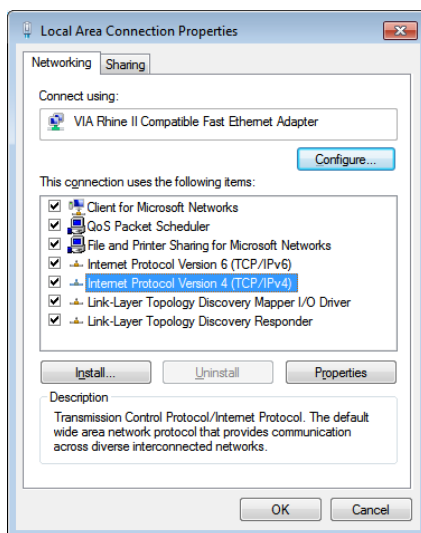 Local Area Connection Properties
Networking
Sharing
Connect using:
VIA Rhine II Compatible Fast Ethernet Adapter
Configure...
This connection uses the following items:
Client for Microsoft Networks
QoS Packet Scheduler
File and Printer Sharing for Microsoft Networks
Internet Protocol Version 6 (TCP/IPv6)
Internet Protocol Version 4 (TCP/IPv4)
Link-Layer Topology Discovery Mapper I/O Driver
Link-Layer Topology Discovery Responder
Install...
Uninstall
Properties
Description
Transmission Control Protocol/Internet Protocol. The default
wide area network protocol that provides communication
across diverse interconnected networks.
OK
Cancel